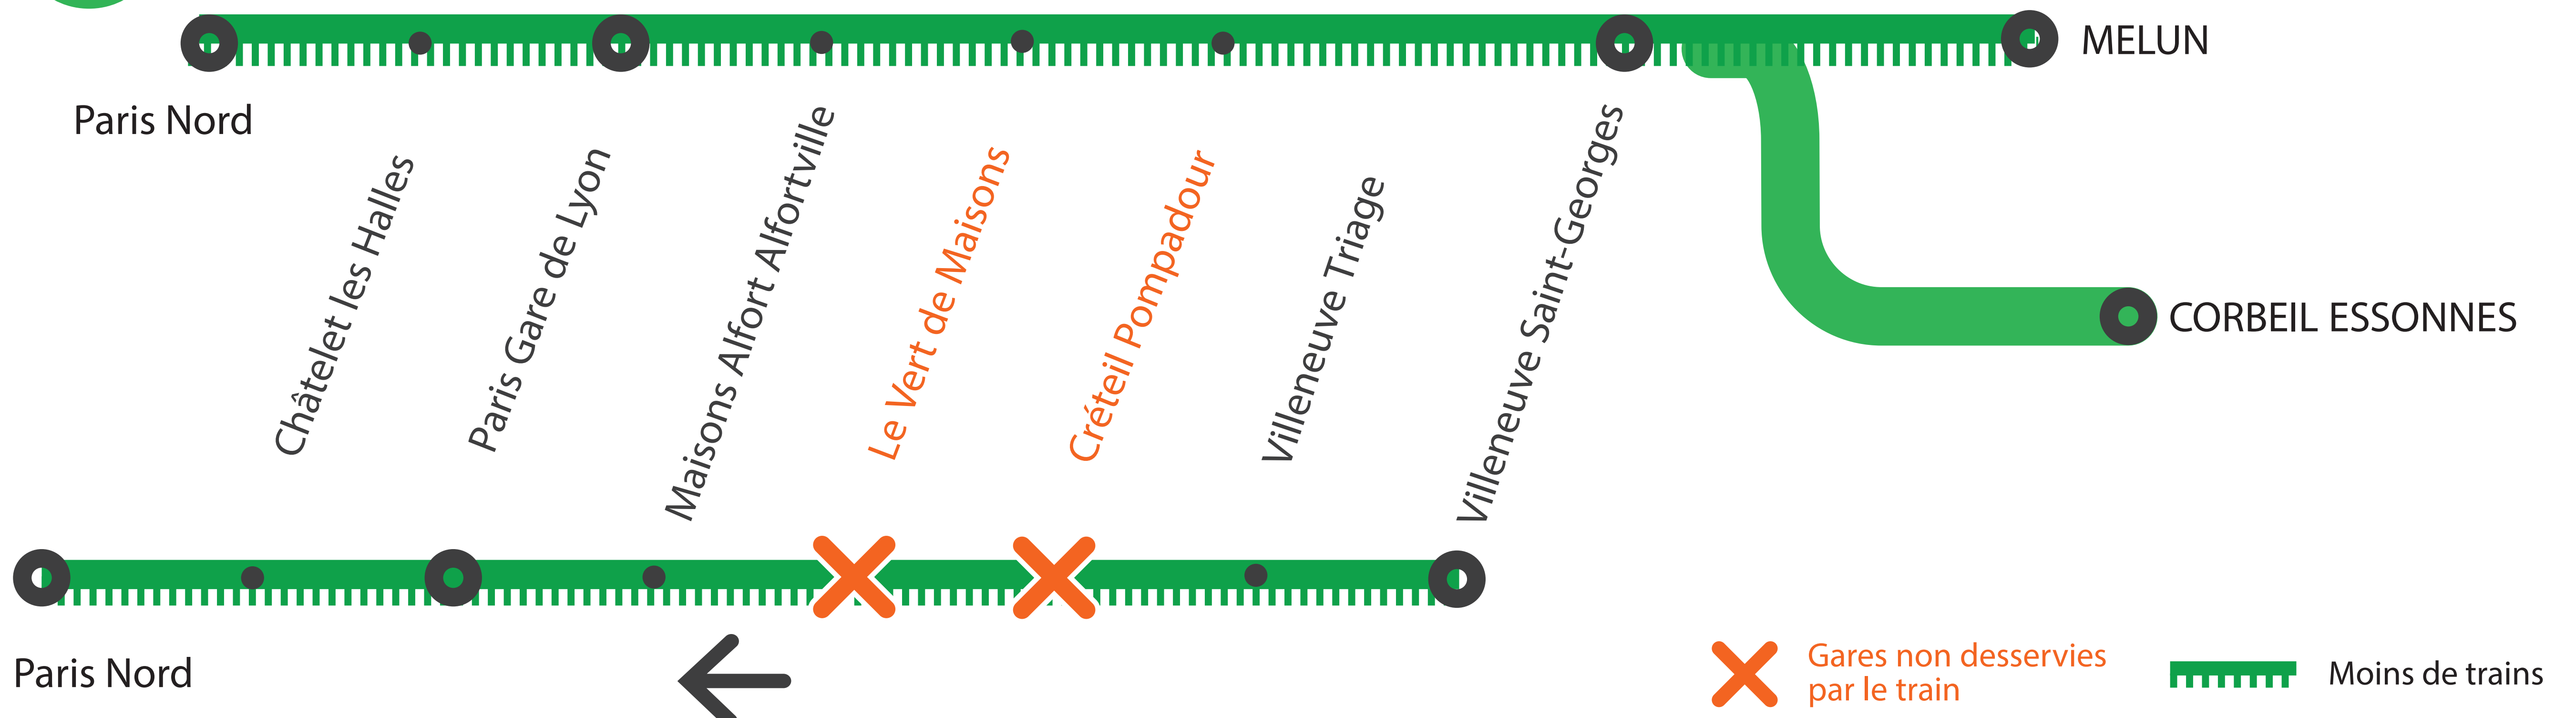 MELUN
Paris Nord
Châtelet les Halles
Paris Gare de Lyon
Maisons Alfort Alfortville
Le Vert de Maisons
Créteil Pompadour
Villeneuve Triage
Villeneuve Saint-Georges
CORBEIL ESSONNES
Paris Nord
Gares non desservies
par le train
Moins de trains